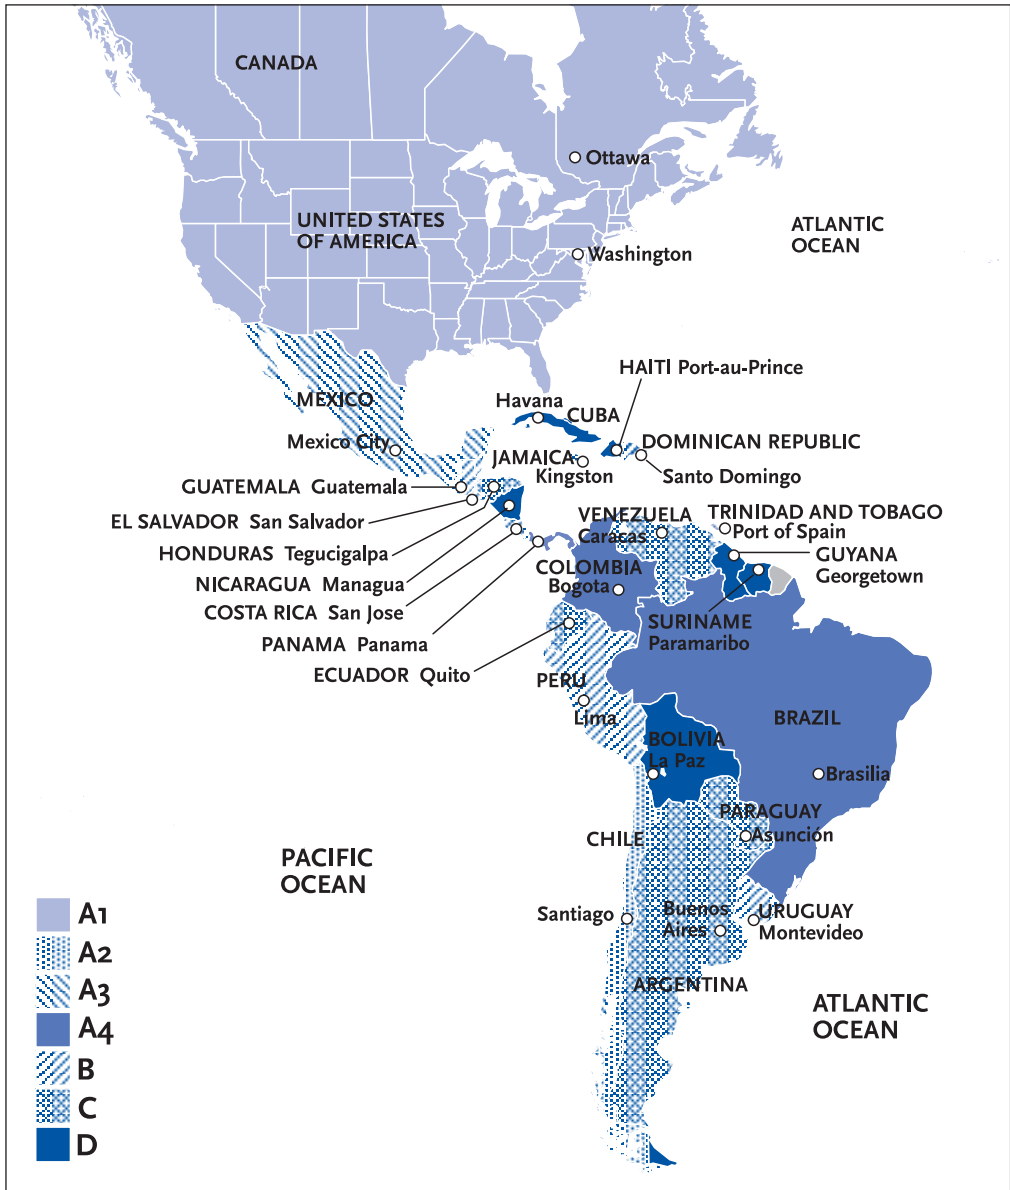 CANADA
Ottawa
UNITED STATES
OF AMERICA
ATLANTIC
OCEAN
Washington
HAITI Port-au-Prince
MEXICO
Havana
CUBA
Mexico City
DOMINICAN REPUBLIC
JAMAICA
Kingston
Santo Domingo
GUATEMALA Guatemala
EL SALVADOR San Salvador
VENEZUELA
Caracas
TRINIDAD AND TOBAGO
Port of Spain
HONDURAS Tegucigalpa
GUYANA
Georgetown
NICARAGUA Managua
COLOMBIA
Bogota
COSTA RICA San Jose
SURINAME
Paramaribo
PANAMA Panama
ECUADOR Quito
PERU
Lima
BRAZIL
BOLIVIA
La Paz
Brasilia
PARAGUAY
Asunción
CHILE
PACIFIC
OCEAN
Santiago
Buenos
Aires
URUGUAY
Montevideo
ARGENTINA
ATLANTIC
OCEAN
A1
A2
A3
A4
B
C
D